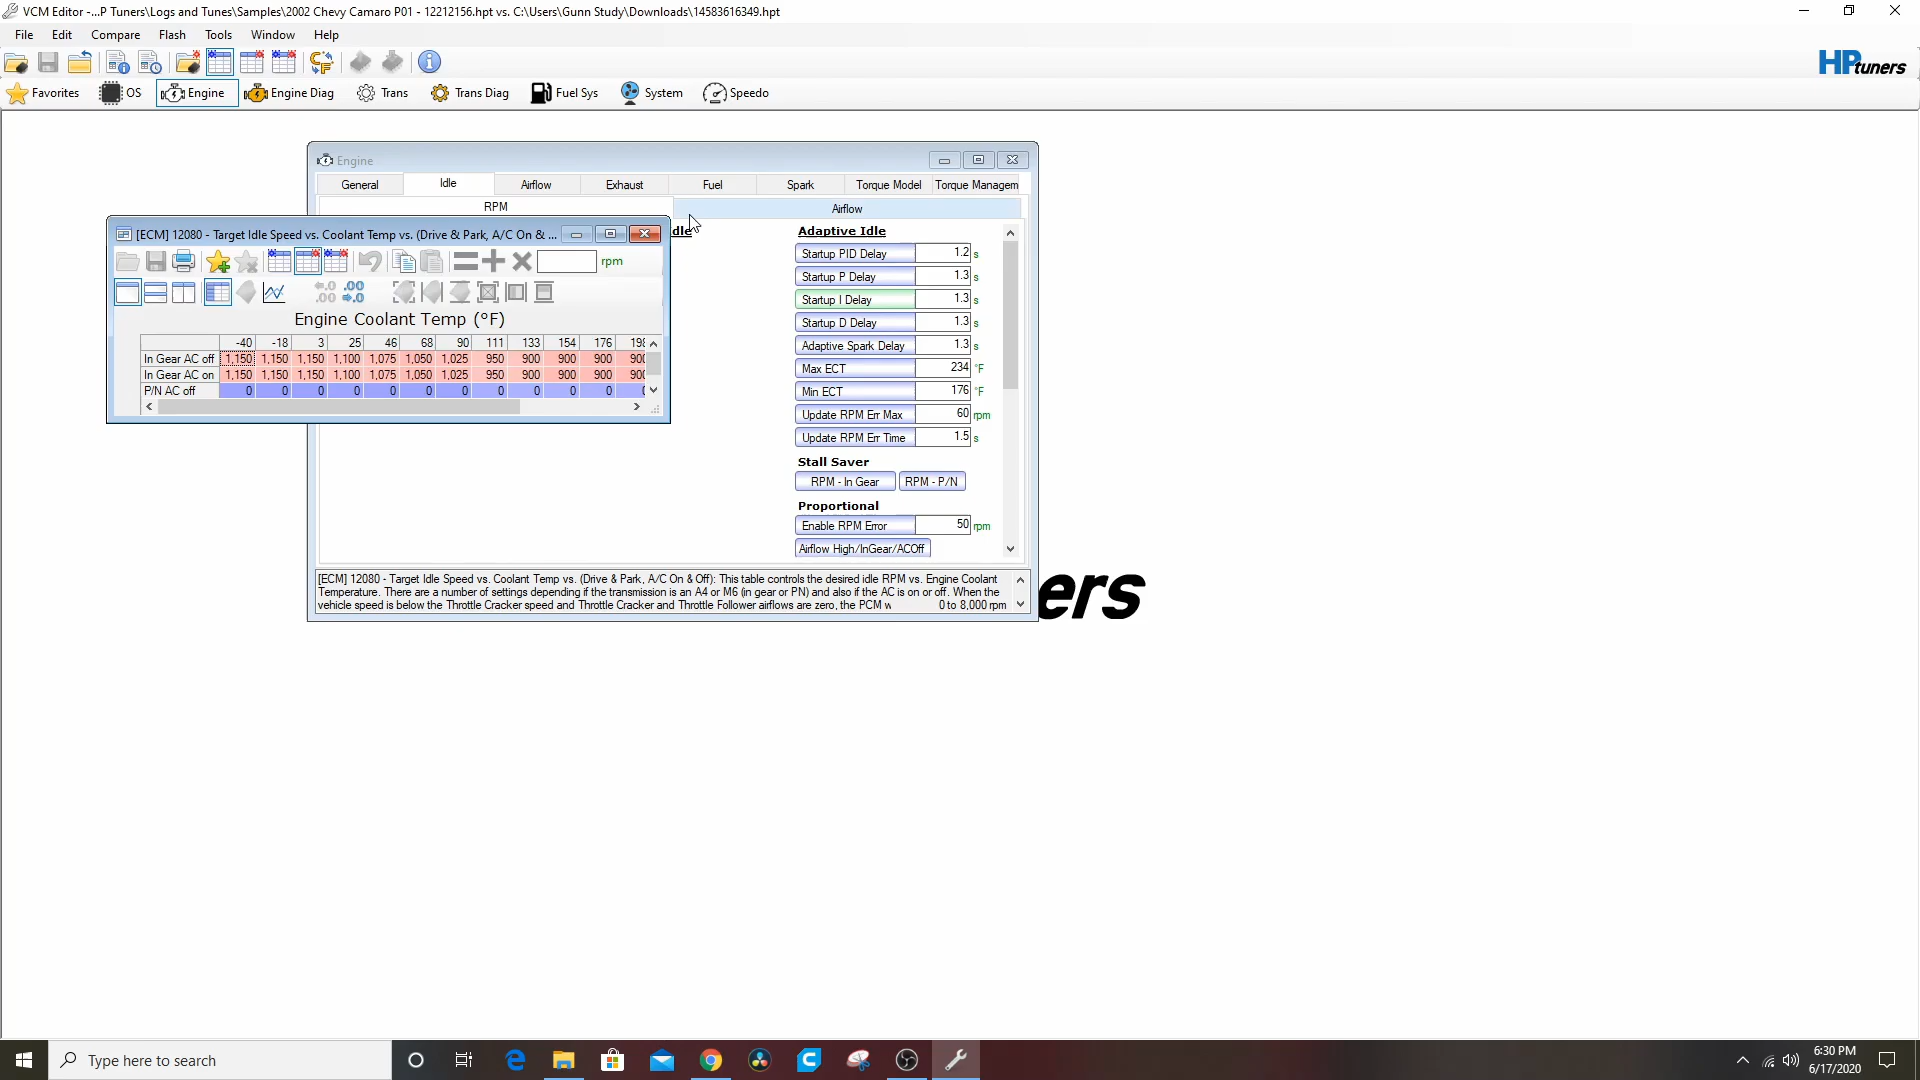 VCM Editor -...P Tuners\Logs and Tunes\Samples\2002 Chevy Camaro P01 - 12212156.hpt vs. C:\Users\Gunn Study\Downloads\14583616349.hpt
File Edit Compare Flash Tools Window Help
HPtuners
Favorites OS Engine Engine Diag Trans Trans Diag Fuel Sys System Speedo
Engine
General Idle Airflow Exhaust Fuel Spark Torque Model Torque Managem
RPM Airflow
[ECM] 12080 - Target Idle Speed vs. Coolant Temp vs. (Drive & Park, A/C On & ...
rpm
Engine Coolant Temp (°F)
-40 -18 3 25 46 68 90 111 133 154 176 198
In Gear AC off 1,150 1,150 1,150 1,100 1,075 1,050 1,025 950 900 900 900 900
In Gear AC on 1,150 1,150 1,150 1,100 1,075 1,050 1,025 950 900 900 900 900
P/N AC off 0 0 0 0 0 0 0 0 0 0 0 0
dle
Adaptive Idle
Startup PID Delay 1.2 s
Startup P Delay 1.3 s
Startup I Delay 1.3 s
Startup D Delay 1.3 s
Adaptive Spark Delay 1.3 s
Max ECT 234 °F
Min ECT 176 °F
Update RPM Err Max 60 rpm
Update RPM Err Time 1.5 s
Stall Saver
RPM - In Gear RPM - P/N
Proportional
Enable RPM Error 50 rpm
Airflow High/InGear/ACOff
[ECM] 12080 - Target Idle Speed vs. Coolant Temp vs. (Drive & Park, A/C On & Off): This table controls the desired idle RPM vs. Engine Coolant
Temperature. There are a number of settings depending if the transmission is an A4 or M6 (in gear or PN) and also if the AC is on or off. When the
vehicle speed is below the Throttle Cracker speed and Throttle Cracker and Throttle Follower airflows are zero, the PCM w 0 to 8,000 rpm
ers
Type here to search
6:30 PM
6/17/2020